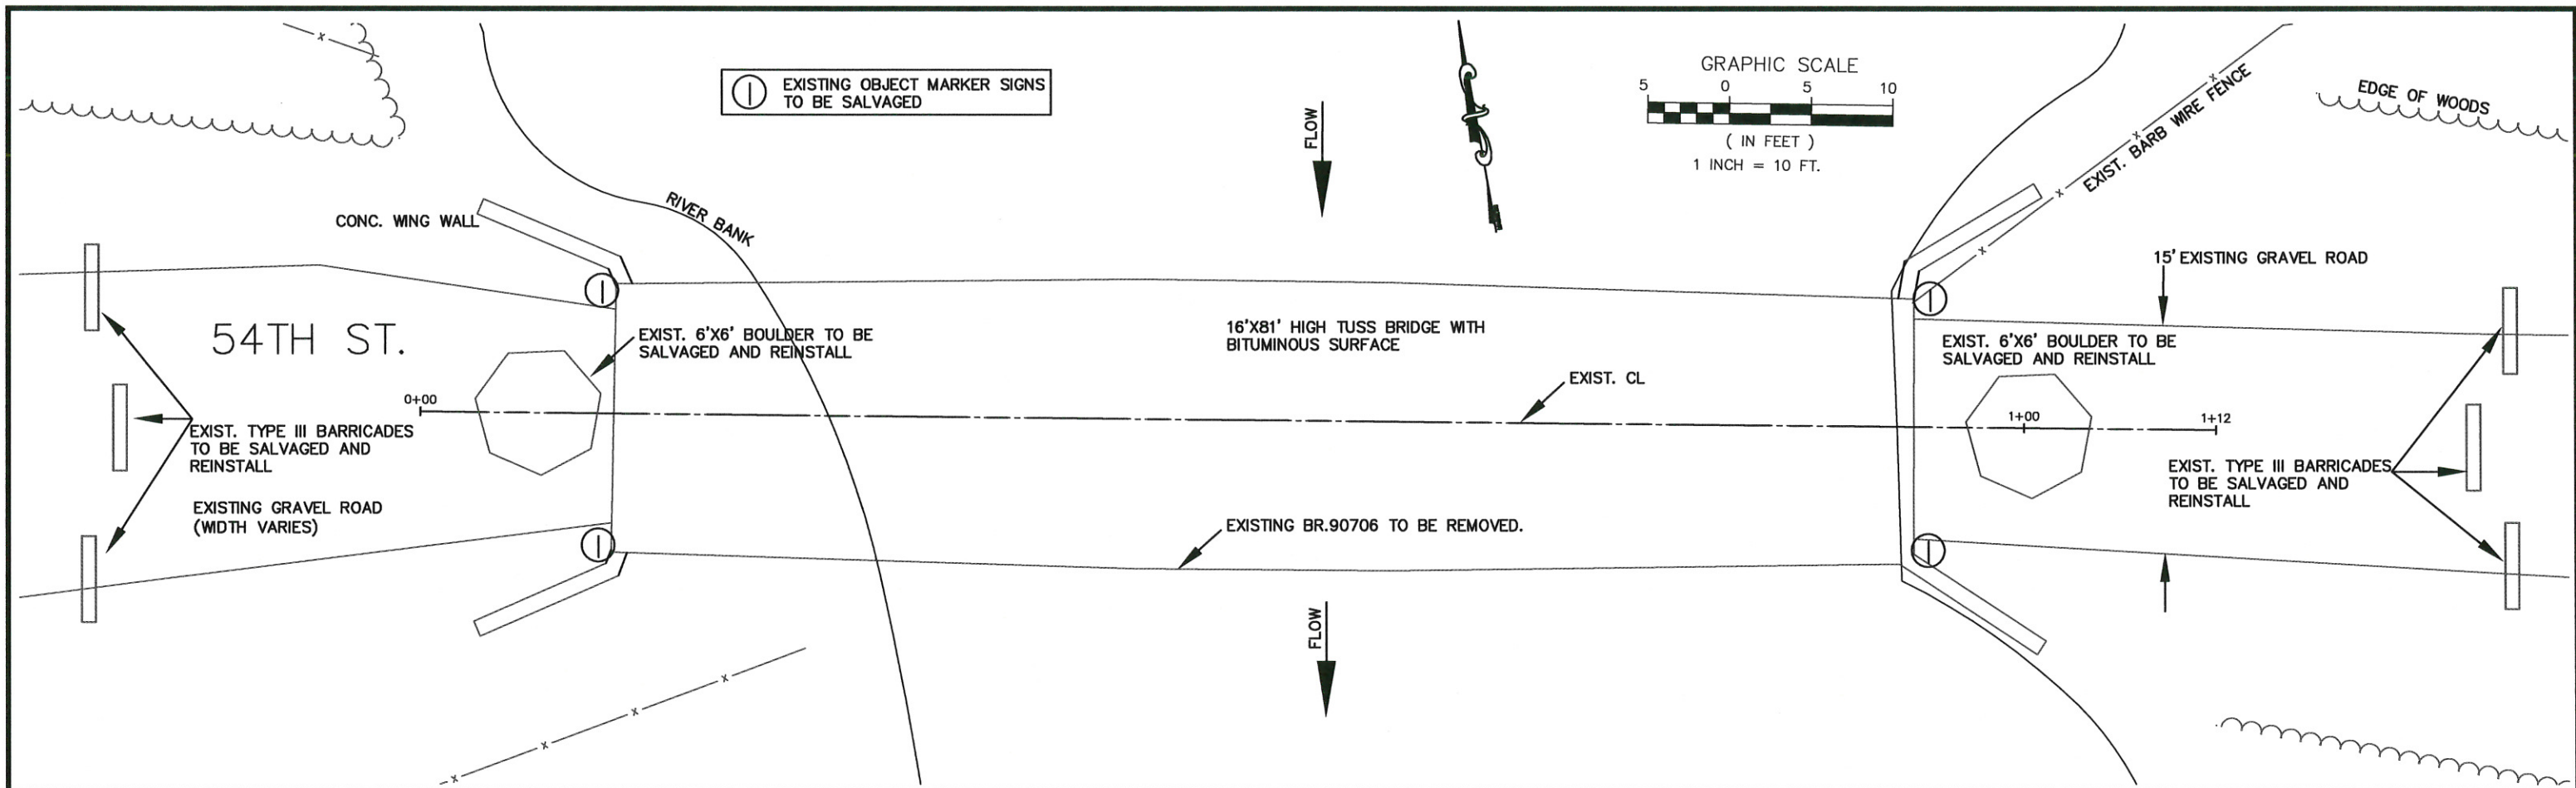 EXISTING OBJECT MARKER SIGNS
TO BE SALVAGED
FLOW
GRAPHIC SCALE
5 0 5 10
( IN FEET )
1 INCH = 10 FT.
EXIST. BARB WIRE FENCE
EDGE OF WOODS
CONC. WING WALL
RIVER BANK
15' EXISTING GRAVEL ROAD
54TH ST.
EXIST. 6'X6' BOULDER TO BE
SALVAGED AND REINSTALL
16'X81' HIGH TUSS BRIDGE WITH
BITUMINOUS SURFACE
EXIST. 6'X6' BOULDER TO BE
SALVAGED AND REINSTALL
EXIST. CL
0+00
1+00
1+12
EXIST. TYPE III BARRICADES
TO BE SALVAGED AND
REINSTALL
EXIST. TYPE III BARRICADES
TO BE SALVAGED AND
REINSTALL
EXISTING GRAVEL ROAD
(WIDTH VARIES)
EXISTING BR.90706 TO BE REMOVED.
FLOW